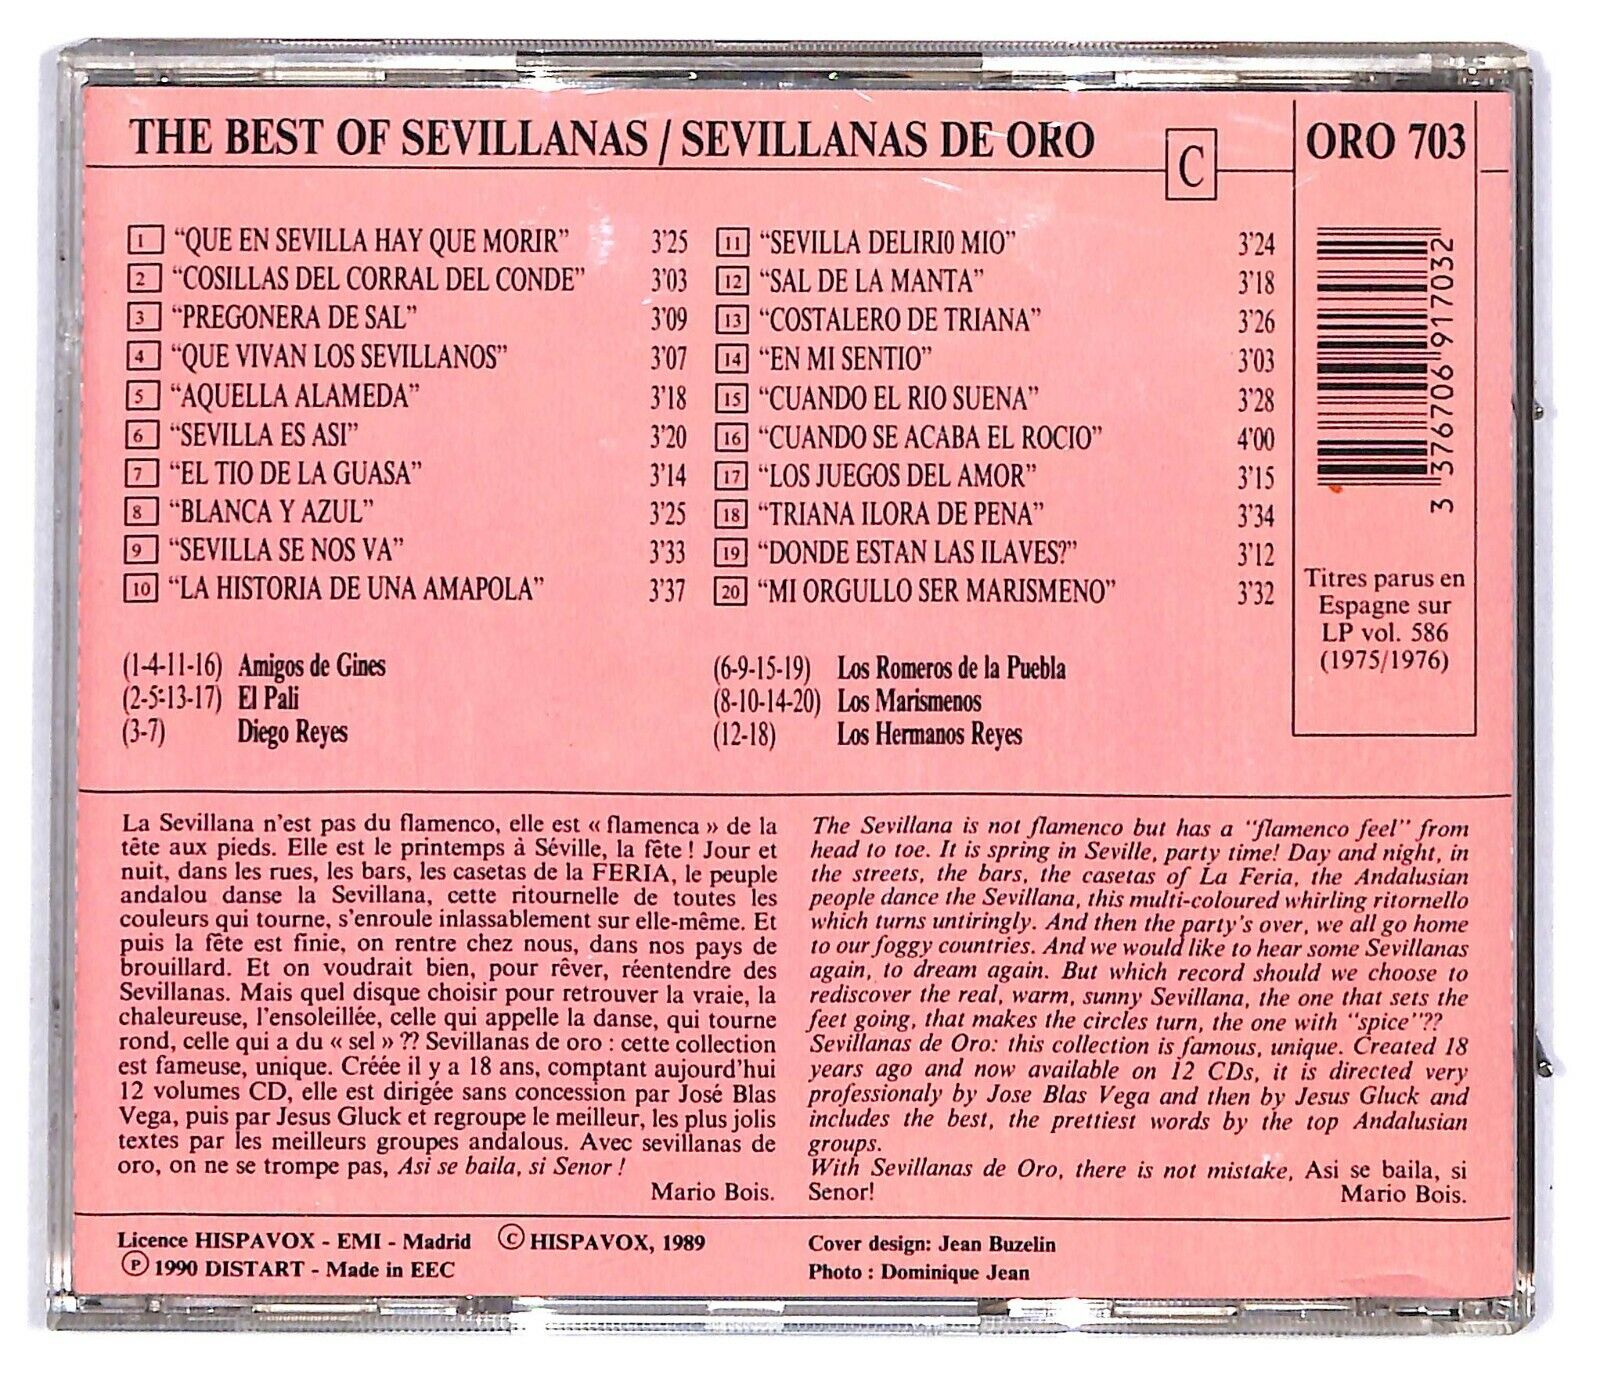 THE BEST OF SEVILLANAS / SEVILLANAS DE ORO
C
ORO 703
1 “QUE EN SEVILLA HAY QUE MORIR” 3'25
2 “COSILLAS DEL CORRAL DEL CONDE” 3'03
3 “PREGONERA DE SAL” 3'09
4 “QUE VIVAN LOS SEVILLANOS” 3'07
5 “AQUELLA ALAMEDA” 3'18
6 “SEVILLA ES ASI” 3'20
7 “EL TIO DE LA GUASA” 3'14
8 “BLANCA Y AZUL” 3'25
9 “SEVILLA SE NOS VA” 3'33
10 “LA HISTORIA DE UNA AMAPOLA” 3'37
11 “SEVILLA DELIRI0 MIO” 3'24
12 “SAL DE LA MANTA” 3'18
13 “COSTALERO DE TRIANA” 3'26
14 “EN MI SENTIO” 3'03
15 “CUANDO EL RIO SUENA” 3'28
16 “CUANDO SE ACABA EL ROCIO” 4'00
17 “LOS JUEGOS DEL AMOR” 3'15
18 “TRIANA ILORA DE PENA” 3'34
19 “DONDE ESTAN LAS ILAVES?” 3'12
20 “MI ORGULLO SER MARISMENO” 3'32
3 376706 917032
Titres parus en
Espagne sur
LP vol. 586
(1975/1976)
(1-4-11-16) Amigos de Gines
(2-5-13-17) El Pali
(3-7) Diego Reyes
(6-9-15-19) Los Romeros de la Puebla
(8-10-14-20) Los Marismenos
(12-18) Los Hermanos Reyes
La Sevillana n'est pas du flamenco, elle est « flamenca » de la
tête aux pieds. Elle est le printemps à Séville, la fête ! Jour et
nuit, dans les rues, les bars, les casetas de la FERIA, le peuple
andalou danse la Sevillana, cette ritournelle de toutes les
couleurs qui tourne, s'enroule inlassablement sur elle-même. Et
puis la fête est finie, on rentre chez nous, dans nos pays de
brouillard. Et on voudrait bien, pour rêver, réentendre des
Sevillanas. Mais quel disque choisir pour retrouver la vraie, la
chaleureuse, l'ensoleillée, celle qui appelle la danse, qui tourne
rond, celle qui a du « sel » ?? Sevillanas de oro : cette collection
est fameuse, unique. Créée il y a 18 ans, comptant aujourd'hui
12 volumes CD, elle est dirigée sans concession par José Blas
Vega, puis par Jesus Gluck et regroupe le meilleur, les plus jolis
textes par les meilleurs groupes andalous. Avec sevillanas de
oro, on ne se trompe pas, Asi se baila, si Senor !
Mario Bois.
The Sevillana is not flamenco but has a "flamenco feel" from
head to toe. It is spring in Seville, party time! Day and night, in
the streets, the bars, the casetas of La Feria, the Andalusian
people dance the Sevillana, this multi-coloured whirling ritornello
which turns untiringly. And then the party's over, we all go home
to our foggy countries. And we would like to hear some Sevillanas
again, to dream again. But which record should we choose to
rediscover the real, warm, sunny Sevillana, the one that sets the
feet going, that makes the circles turn, the one with "spice"??
Sevillanas de Oro: this collection is famous, unique. Created 18
years ago and now available on 12 CDs, it is directed very
professionaly by Jose Blas Vega and then by Jesus Gluck and
includes the best, the prettiest words by the top Andalusian
groups.
With Sevillanas de Oro, there is not mistake, Asi se baila, si
Senor! Mario Bois.
Licence HISPAVOX - EMI - Madrid © HISPAVOX, 1989
℗ 1990 DISTART - Made in EEC
Cover design: Jean Buzelin
Photo : Dominique Jean